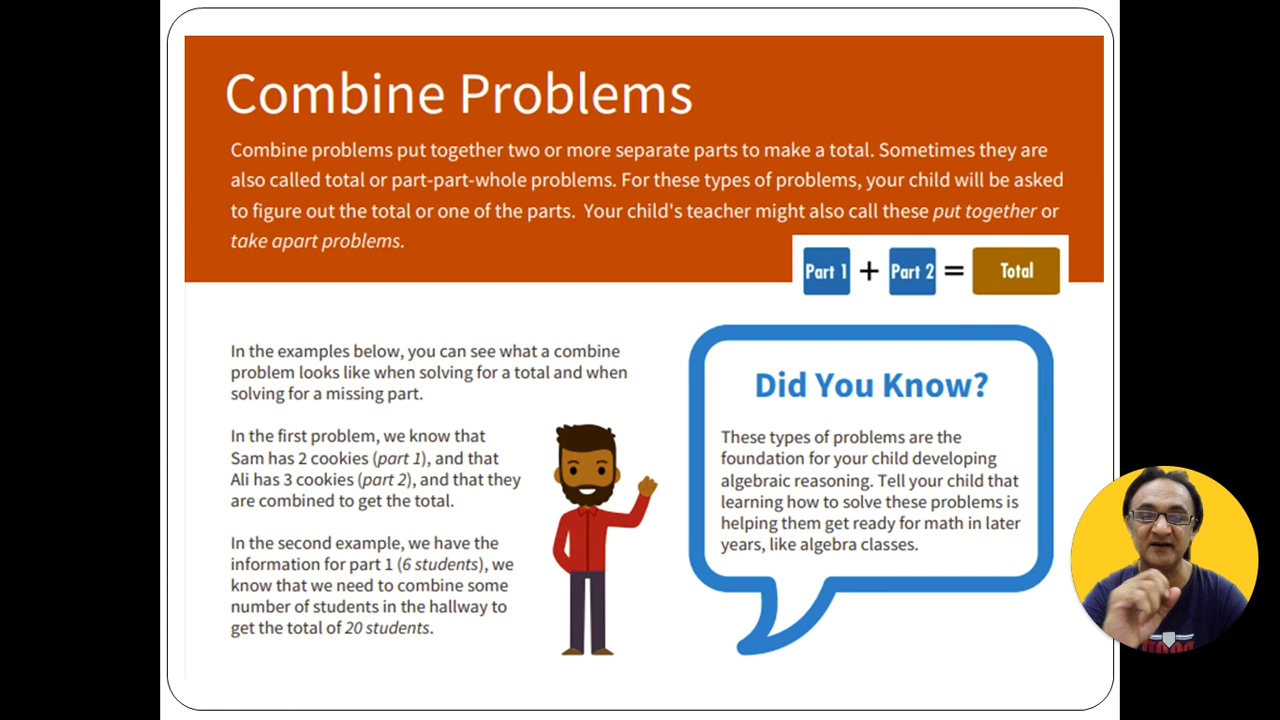 Combine Problems
Combine problems put together two or more separate parts to make a total. Sometimes they are
also called total or part-part-whole problems. For these types of problems, your child will be asked
to figure out the total or one of the parts. Your child's teacher might also call these put together or
take apart problems.
Part 1 + Part 2 = Total
In the examples below, you can see what a combine
problem looks like when solving for a total and when
solving for a missing part.
In the first problem, we know that
Sam has 2 cookies (part 1), and that
Ali has 3 cookies (part 2), and that they
are combined to get the total.
In the second example, we have the
information for part 1 (6 students), we
know that we need to combine some
number of students in the hallway to
get the total of 20 students.
Did You Know?
These types of problems are the
foundation for your child developing
algebraic reasoning. Tell your child that
learning how to solve these problems is
helping them get ready for math in later
years, like algebra classes.